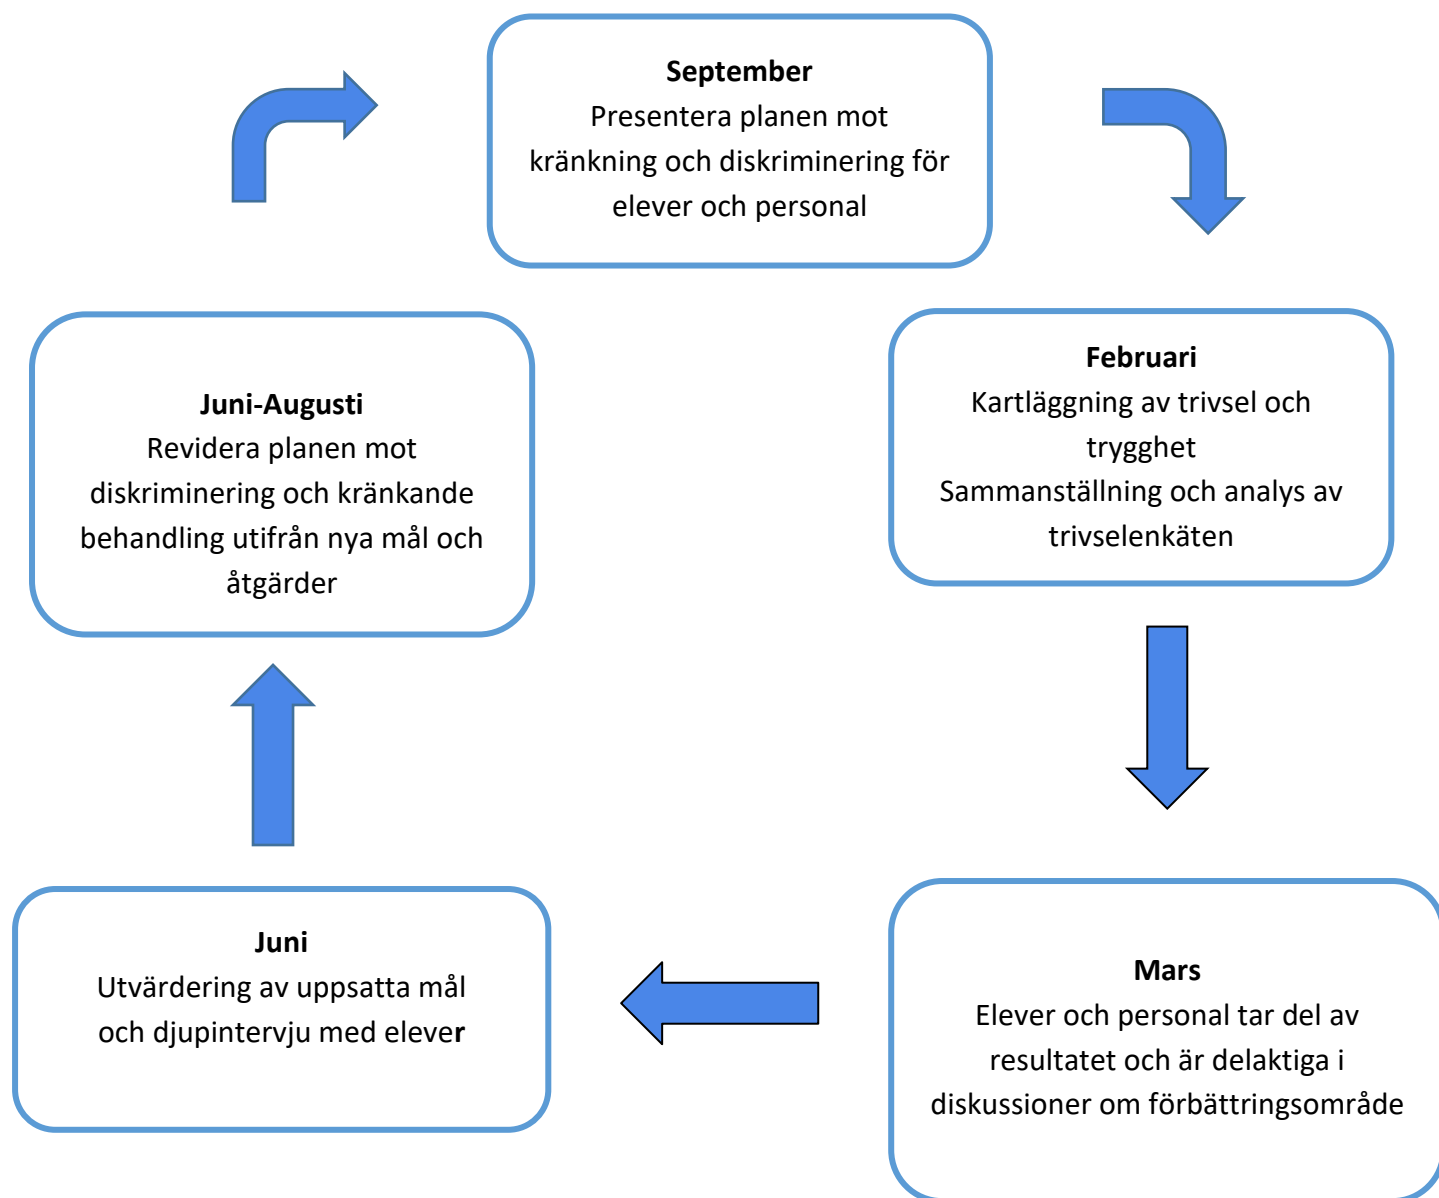 September
Presentera planen mot
kränkning och diskriminering för
elever och personal
Februari
Kartläggning av trivsel och
trygghet
Sammanställning och analys av
trivselenkäten
Mars
Elever och personal tar del av
resultatet och är delaktiga i
diskussioner om förbättringsområde
Juni
Utvärdering av uppsatta mål
och djupintervju med elever
Juni-Augusti
Revidera planen mot
diskriminering och kränkande
behandling utifrån nya mål och
åtgärder